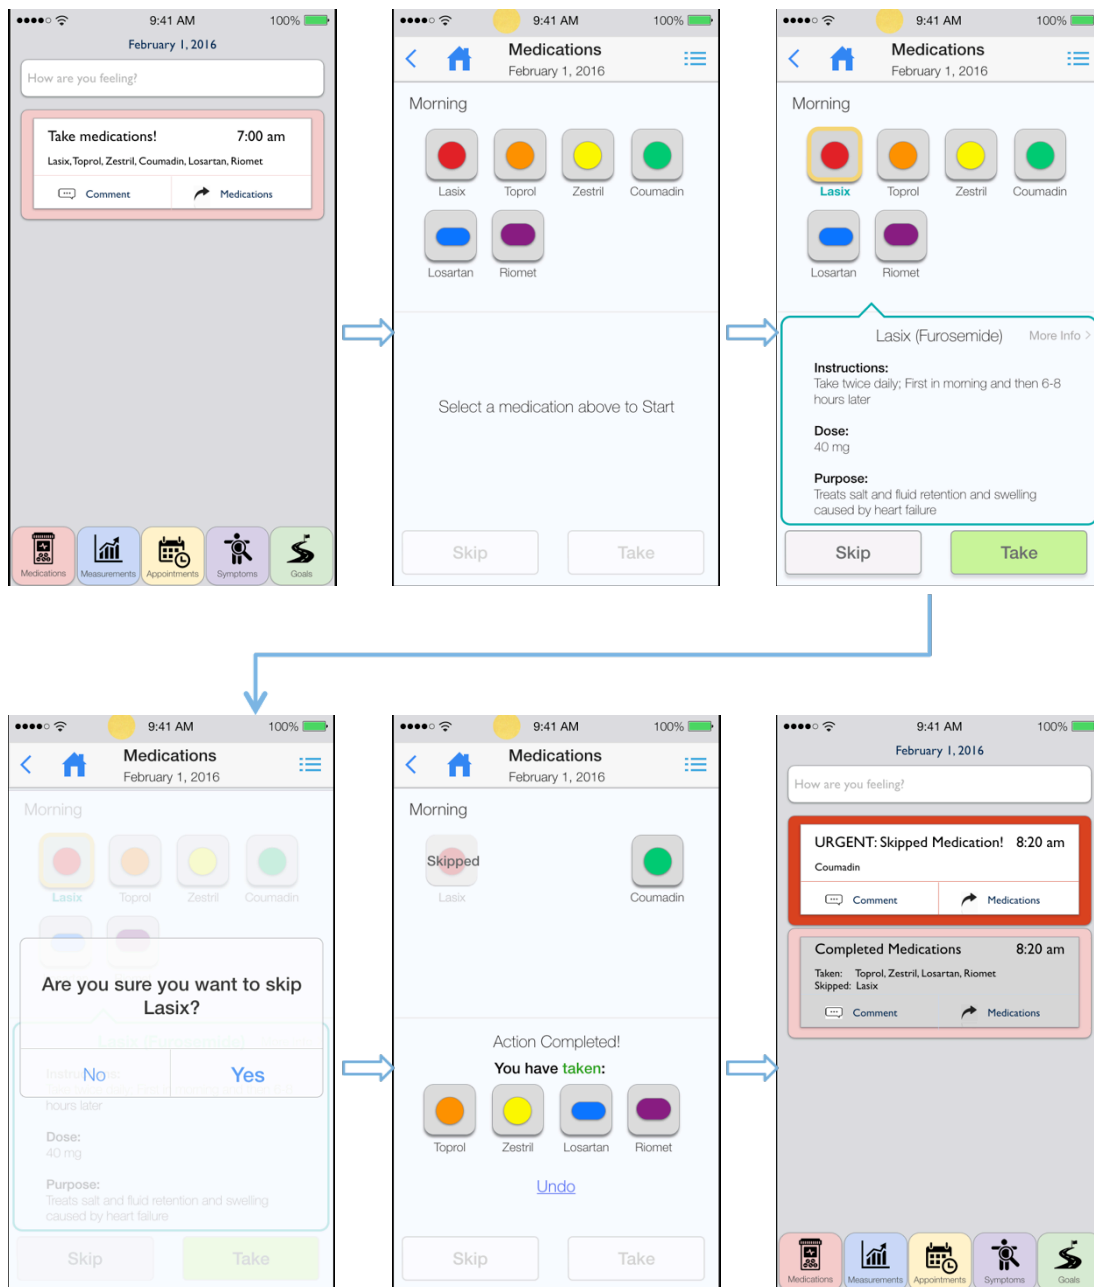 9:41 AM 100%
February 1, 2016
How are you feeling?
Take medications! 7:00 am
Lasix, Toprol, Zestril, Coumadin, Losartan, Riomet
Comment Medications
Medications Measurements Appointments Symptoms Goals
9:41 AM 100%
Medications
February 1, 2016
Morning
Lasix Toprol Zestril Coumadin
Losartan Riomet
Select a medication above to Start
Skip Take
9:41 AM 100%
Medications
February 1, 2016
Morning
Lasix Toprol Zestril Coumadin
Losartan Riomet
Lasix (Furosemide) More Info >
Instructions:
Take twice daily; First in morning and then 6-8
hours later
Dose:
40 mg
Purpose:
Treats salt and fluid retention and swelling
caused by heart failure
Skip Take
9:41 AM 100%
Medications
February 1, 2016
Morning
Lasix Toprol Zestril Coumadin
Are you sure you want to skip
Lasix?
Lasix (Furosemide)
No Yes
hours later
Dose:
40 mg
Purpose:
Treats salt and fluid retention and swelling
caused by heart failure
Skip Take
9:41 AM 100%
Medications
February 1, 2016
Morning
Skipped
Lasix Coumadin
Action Completed!
You have taken:
Toprol Zestril Losartan Riomet
Undo
Skip Take
9:41 AM 100%
February 1, 2016
How are you feeling?
URGENT: Skipped Medication! 8:20 am
Coumadin
Comment Medications
Completed Medications 8:20 am
Taken: Toprol, Zestril, Losartan, Riomet
Skipped: Lasix
Comment Medications
Medications Measurements Appointments Symptoms Goals